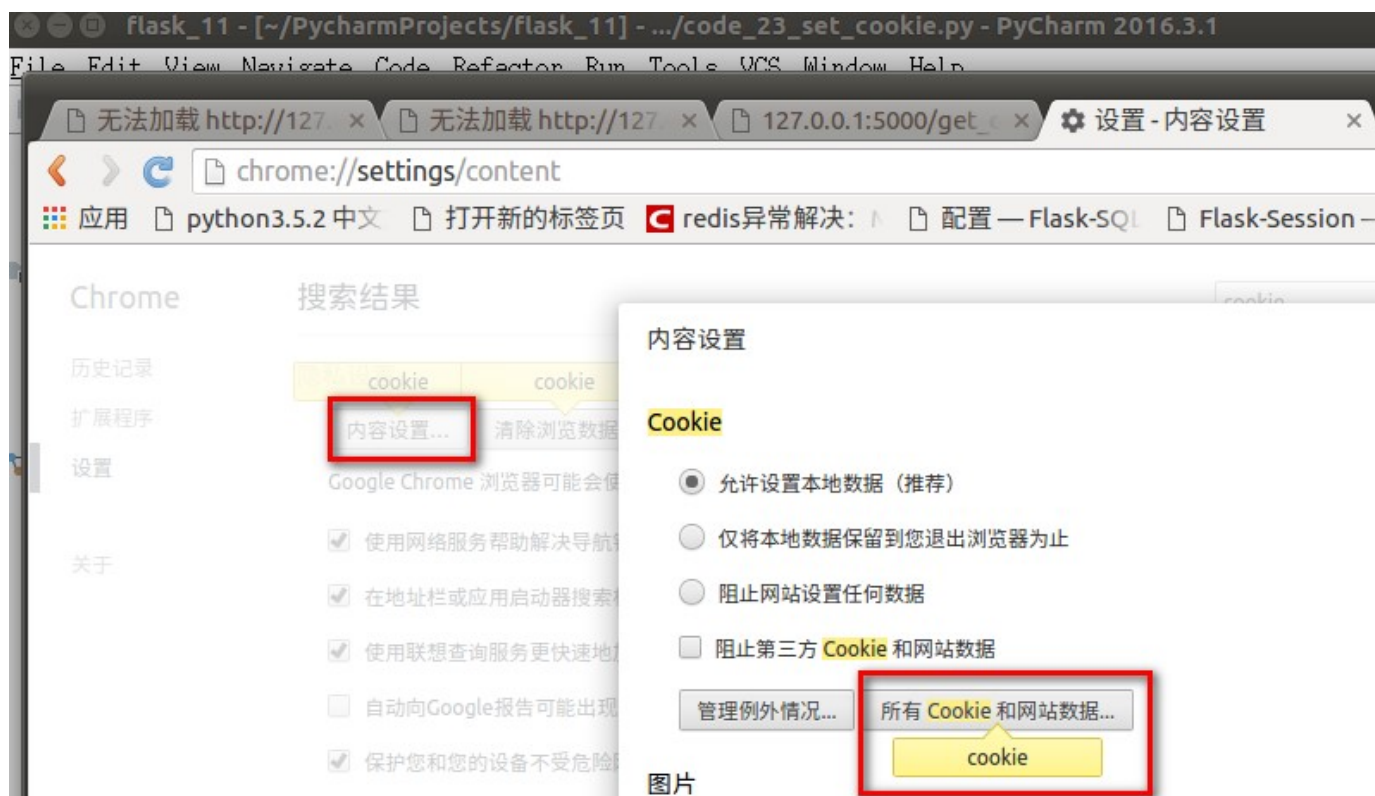 flask_11 - [~/PycharmProjects/flask_11] - .../code_23_set_cookie.py - PyCharm 2016.3.1
File Edit View Navigate Code Refactor Run Tools VCS Window Help
无法加载 http://127. 无法加载 http://127. 127.0.0.1:5000/get_ 设置 - 内容设置
chrome://settings/content
应用 python3.5.2 中文 打开新的标签页 redis异常解决: 配置 — Flask-SQL Flask-Session –
Chrome 搜索结果 cookie
内容设置
历史记录
cookie cookie
扩展程序
内容设置... 清除浏览数据
Cookie
设置
Google Chrome 浏览器可能会使
允许设置本地数据（推荐）
使用网络服务帮助解决导航
仅将本地数据保留到您退出浏览器为止
关于
在地址栏或应用启动器搜索
阻止网站设置任何数据
使用联想查询服务更快速地
阻止第三方 Cookie 和网站数据
自动向Google报告可能出现
管理例外情况... 所有 Cookie 和网站数据...
保护您和您的设备不受危险
cookie
图片